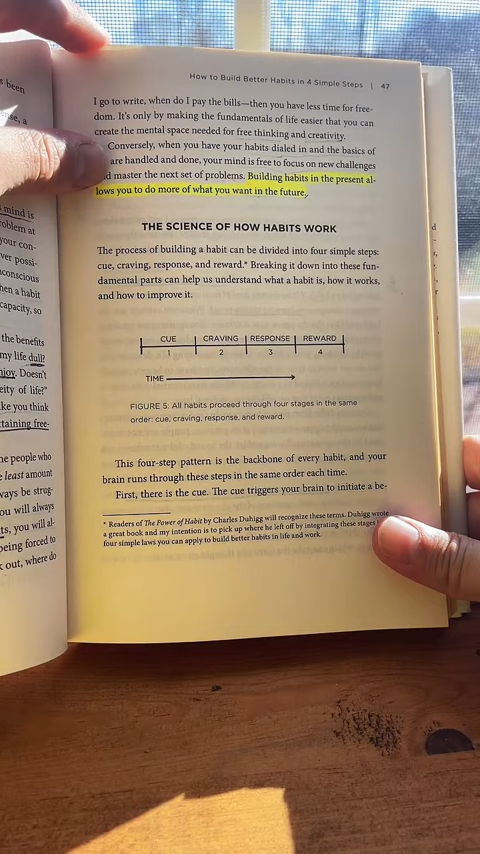 s been
nse, a
mind is
roblem at
your con-
ver possi-
nconscious
hen a habit
capacity, so
the benefits
my life dull?
njoy. Doesn't
eity of life?"
ke you think
taining free-
he people who
e least amount
ways be strug-
ou will always
ts, you will al-
being forced to
k out, where do
How to Build Better Habits in 4 Simple Steps | 47
I go to write, when do I pay the bills—then you have less time for free-
dom. It's only by making the fundamentals of life easier that you can
create the mental space needed for free thinking and creativity.
Conversely, when you have your habits dialed in and the basics of
are handled and done, your mind is free to focus on new challenges
d master the next set of problems. Building habits in the present al-
lows you to do more of what you want in the future.
THE SCIENCE OF HOW HABITS WORK
The process of building a habit can be divided into four simple steps:
cue, craving, response, and reward.* Breaking it down into these fun-
damental parts can help us understand what a habit is, how it works,
and how to improve it.
CUE CRAVING RESPONSE REWARD
1 2 3 4
TIME
FIGURE 5: All habits proceed through four stages in the same
order: cue, craving, response, and reward.
This four-step pattern is the backbone of every habit, and your
brain runs through these steps in the same order each time.
First, there is the cue. The cue triggers your brain to initiate a be-
* Readers of The Power of Habit by Charles Duhigg will recognize these terms. Duhigg wrote
a great book and my intention is to pick up where he left off by integrating these stages
four simple laws you can apply to build better habits in life and work.